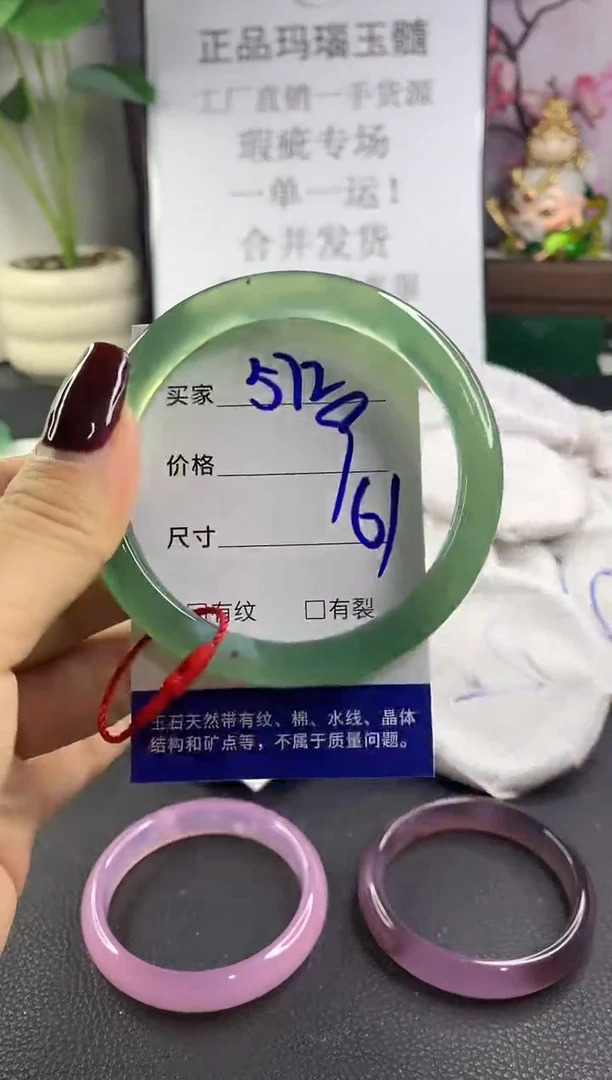 正品玛瑙玉髓
工厂直销一手货源
瑕疵专场
一单一运！
合并发货
买家 572
价格 9
尺寸 61
□有纹 □有裂
玉石天然带有纹、棉、水线、晶体
结构和矿点等，不属于质量问题。